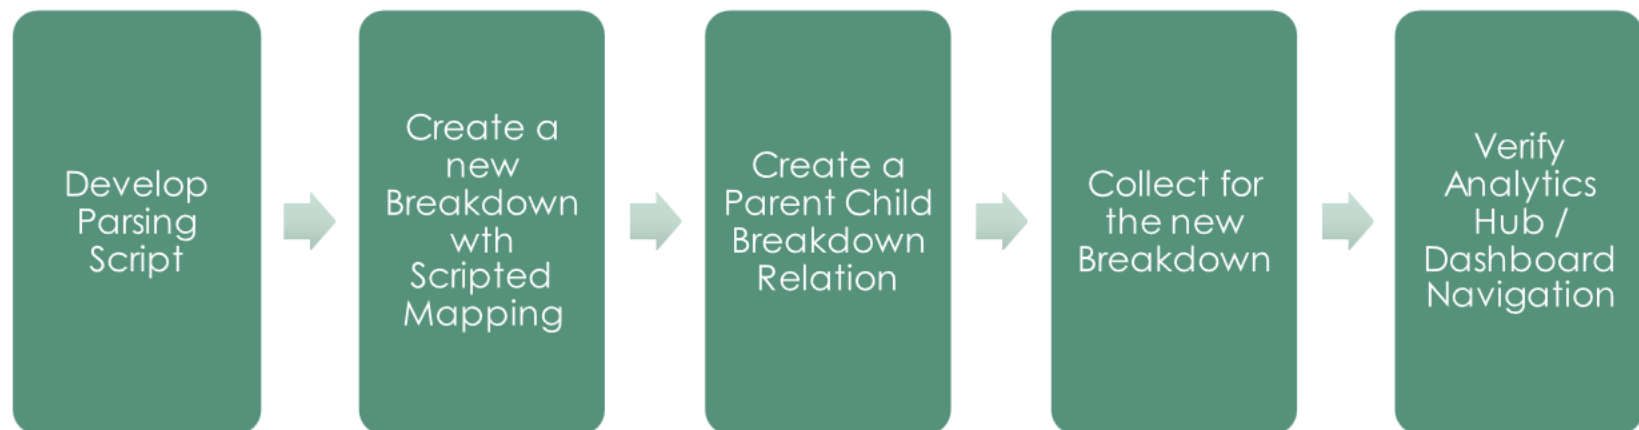 Develop
Parsing
Script
Create a
new
Breakdown
wth
Scripted
Mapping
Create a
Parent Child
Breakdown
Relation
Collect for
the new
Breakdown
Verify
Analytics
Hub /
Dashboard
Navigation